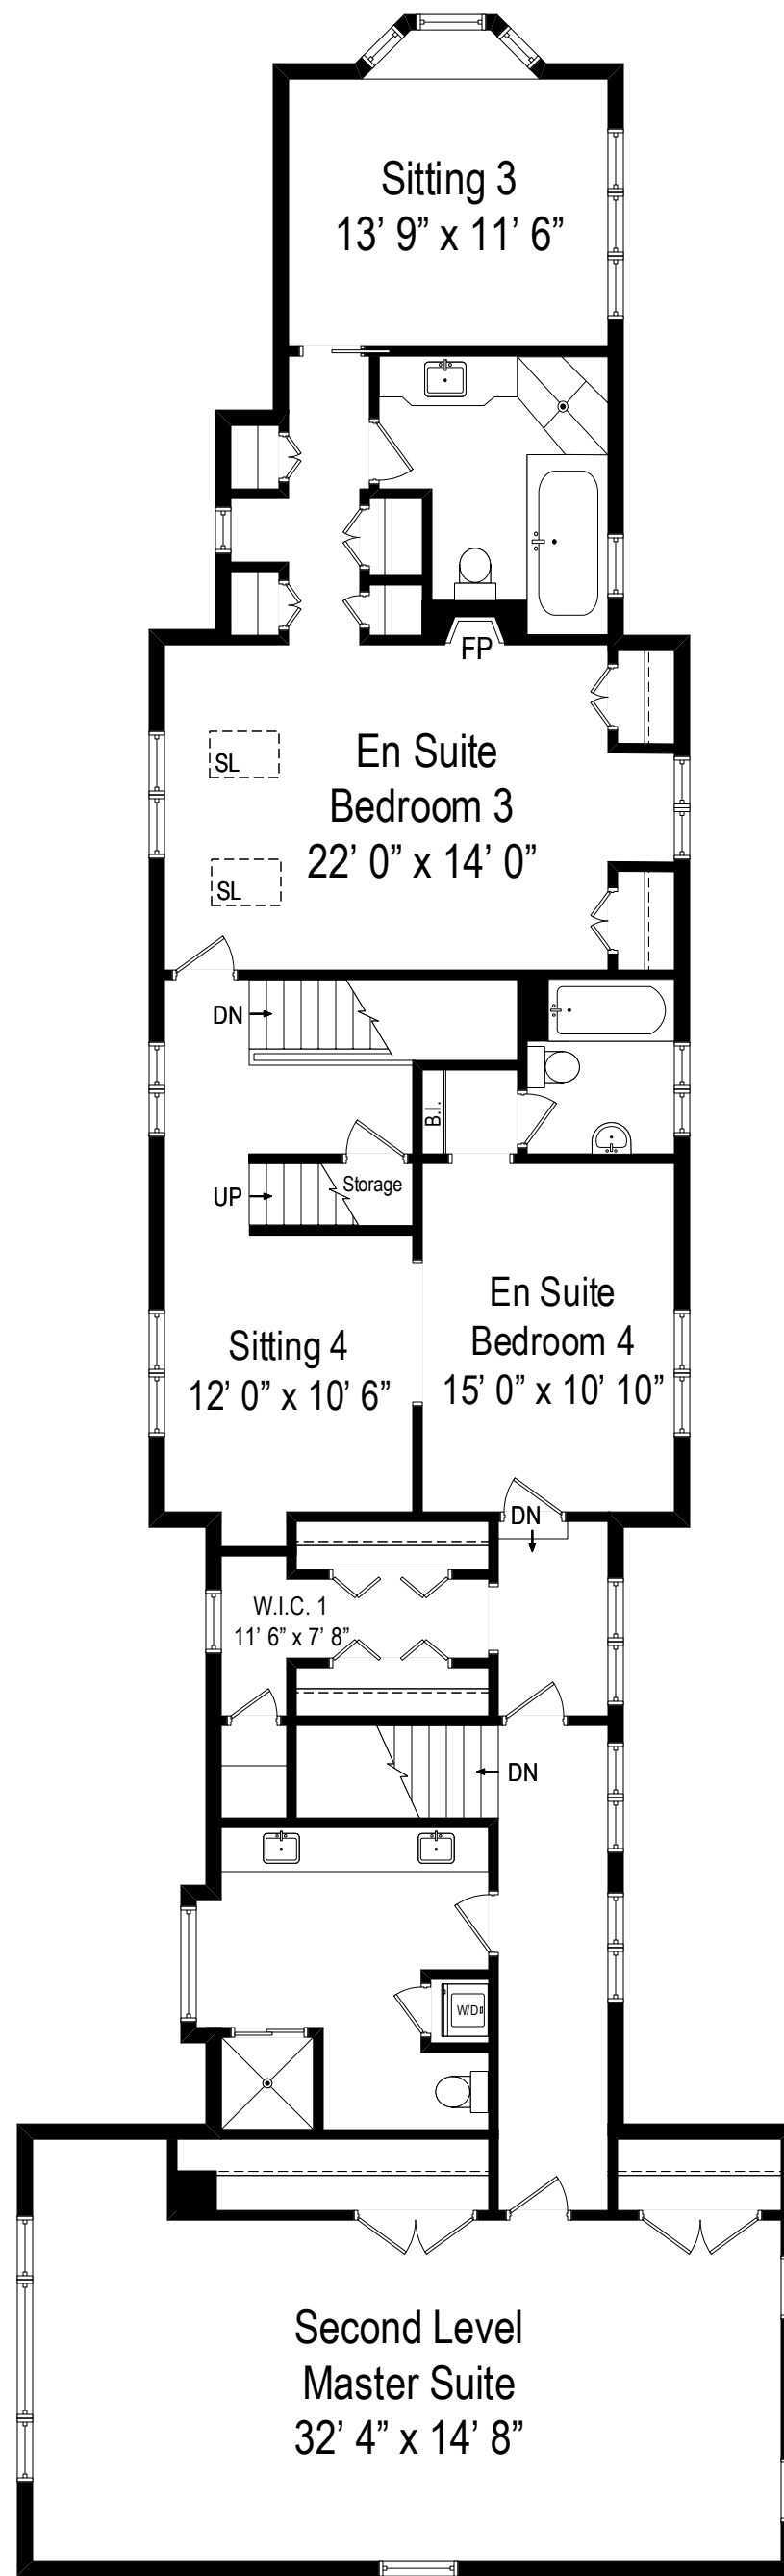 Sitting 3
13’ 9” x 11’ 6”
FP
SL
En Suite
Bedroom 3
22’ 0” x 14’ 0”
SL
DN
B.I.
UP
Storage
En Suite
Bedroom 4
15’ 0” x 10’ 10”
Sitting 4
12’ 0” x 10’ 6”
DN
W.I.C. 1
11’ 6” x 7’ 8”
DN
W/D
Second Level
Master Suite
32’ 4” x 14’ 8”